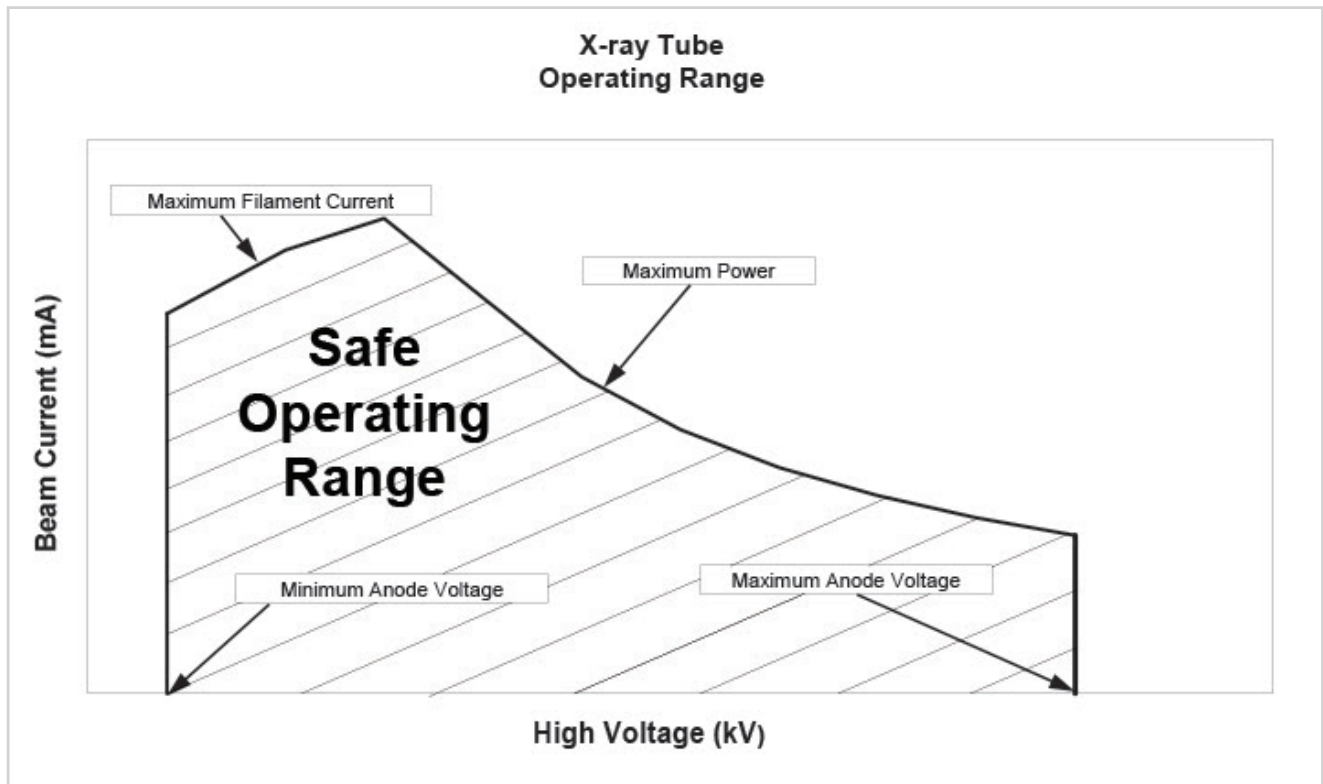 X-ray Tube
Operating Range
Maximum Filament Current
Maximum Power
Safe
Operating
Range
Beam Current (mA)
Minimum Anode Voltage
Maximum Anode Voltage
High Voltage (kV)